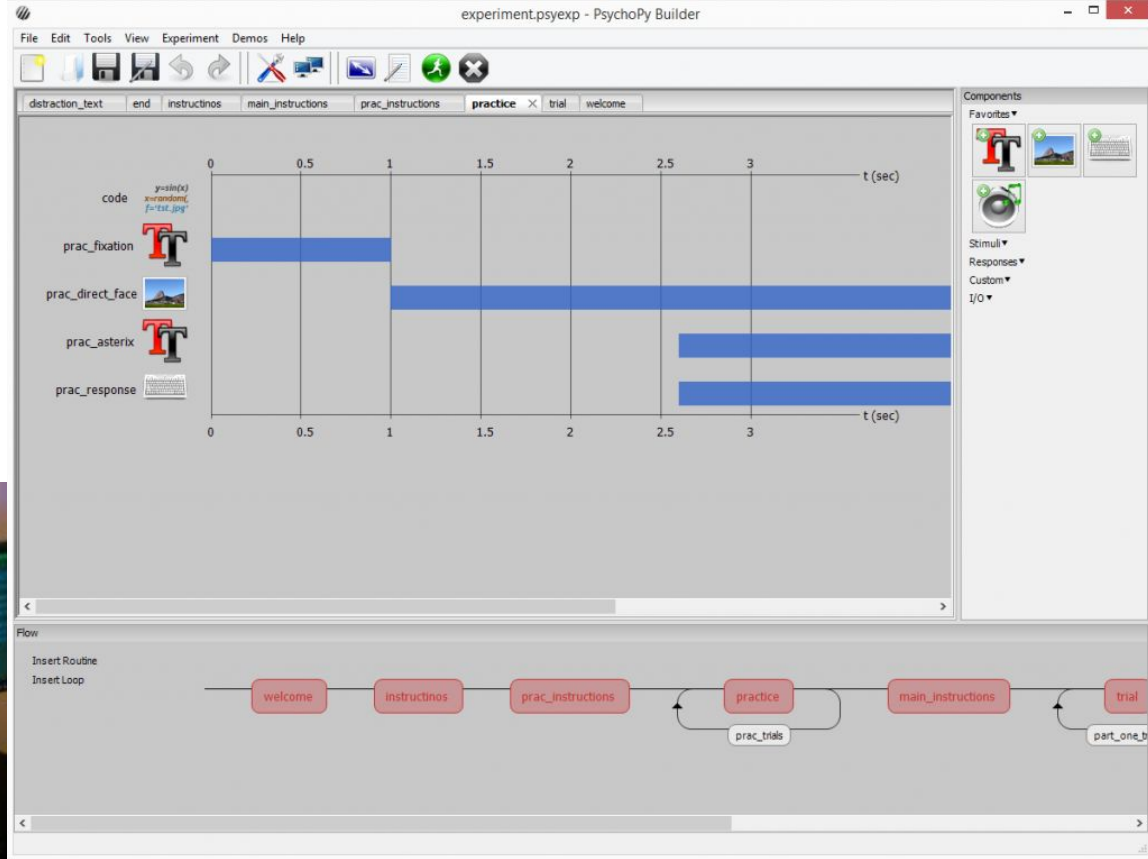 experiment.psyexp - PsychoPy Builder
File Edit Tools View Experiment Demos Help
distraction_text end instructinos main_instructions prac_instructions practice trial welcome
0 0.5 1 1.5 2 2.5 3
t (sec)
code
y=sin(x)
x=random(,
f="tst.jpg"
prac_fixation
prac_direct_face
prac_asterix
prac_response
t (sec)
0 0.5 1 1.5 2 2.5 3
Components
Favorites
Stimuli
Responses
Custom
I/O
Flow
Insert Routine
Insert Loop
welcome instructinos prac_instructions practice main_instructions trial
prac_trials part_one_t